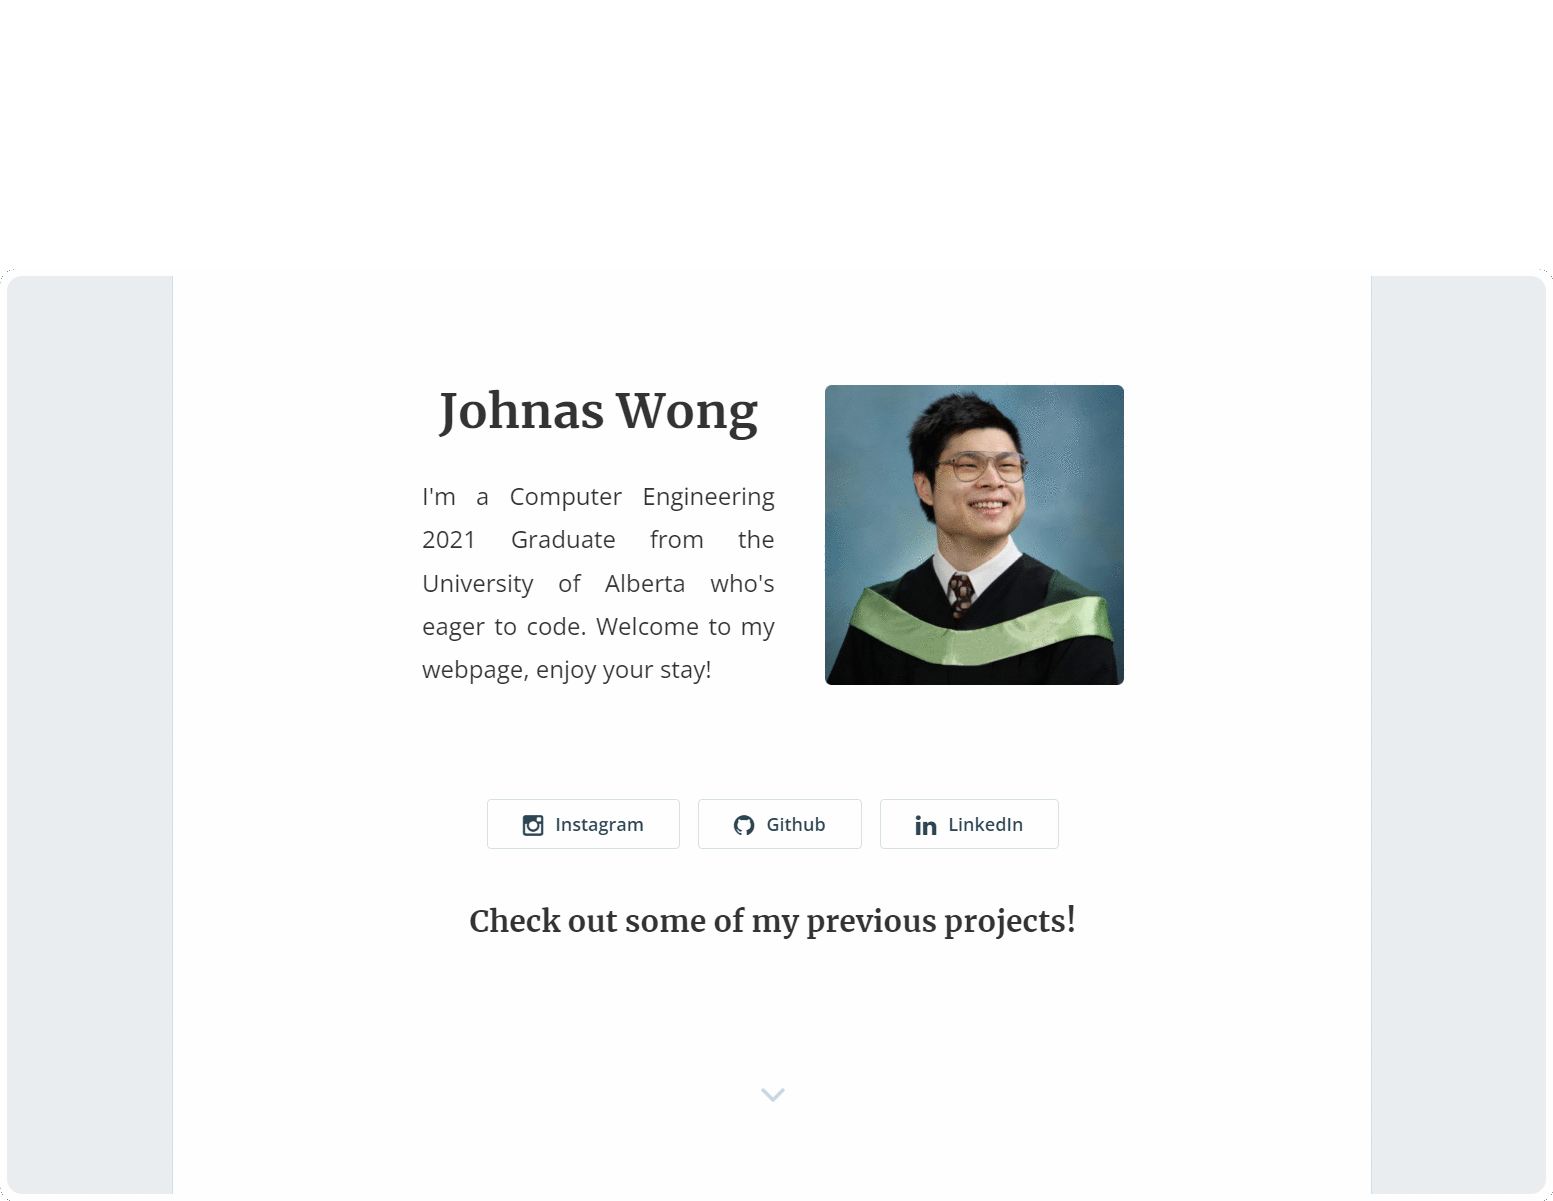 Johnas Wong
I'm a Computer Engineering
2021 Graduate from the
University of Alberta who's
eager to code. Welcome to my
webpage, enjoy your stay!
Instagram
Github
LinkedIn
Check out some of my previous projects!